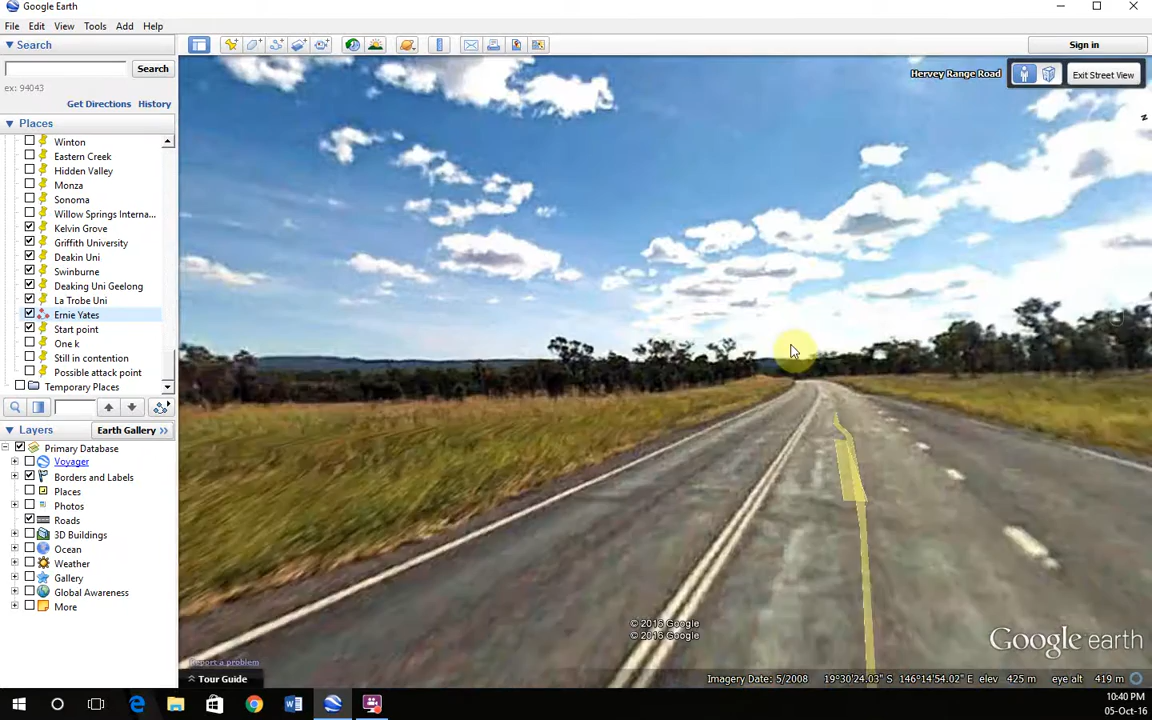 Google Earth
File Edit View Tools Add Help
Search
Search
ex: 94043
Get Directions History
Places
Winton
Eastern Creek
Hidden Valley
Monza
Sonoma
Willow Springs Interna...
Kelvin Grove
Griffith University
Deakin Uni
Swinburne
Deaking Uni Geelong
La Trobe Uni
Ernie Yates
Start point
One k
Still in contention
Possible attack point
Temporary Places
Layers
Earth Gallery >>
Primary Database
Voyager
Borders and Labels
Places
Photos
Roads
3D Buildings
Ocean
Weather
Gallery
Global Awareness
More
Sign in
Hervey Range Road
Exit Street View
N
© 2016 Google
© 2016 Google
Google earth
Report a problem
Tour Guide
Imagery Date: 5/2008 19°30'24.03" S 146°14'54.02" E elev 425 m eye alt 419 m
10:40 PM
05-Oct-16